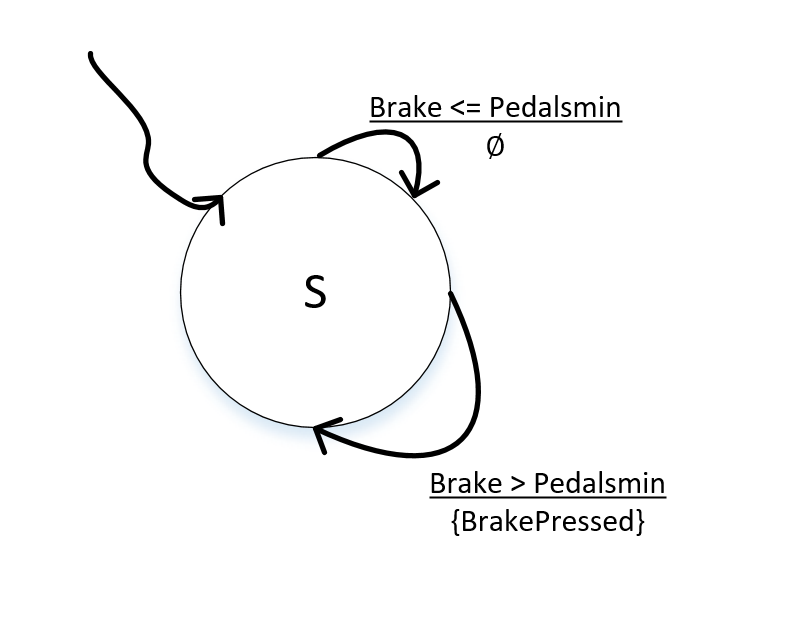 Brake <= Pedalsmin
Ø
S
Brake > Pedalsmin
{BrakePressed}